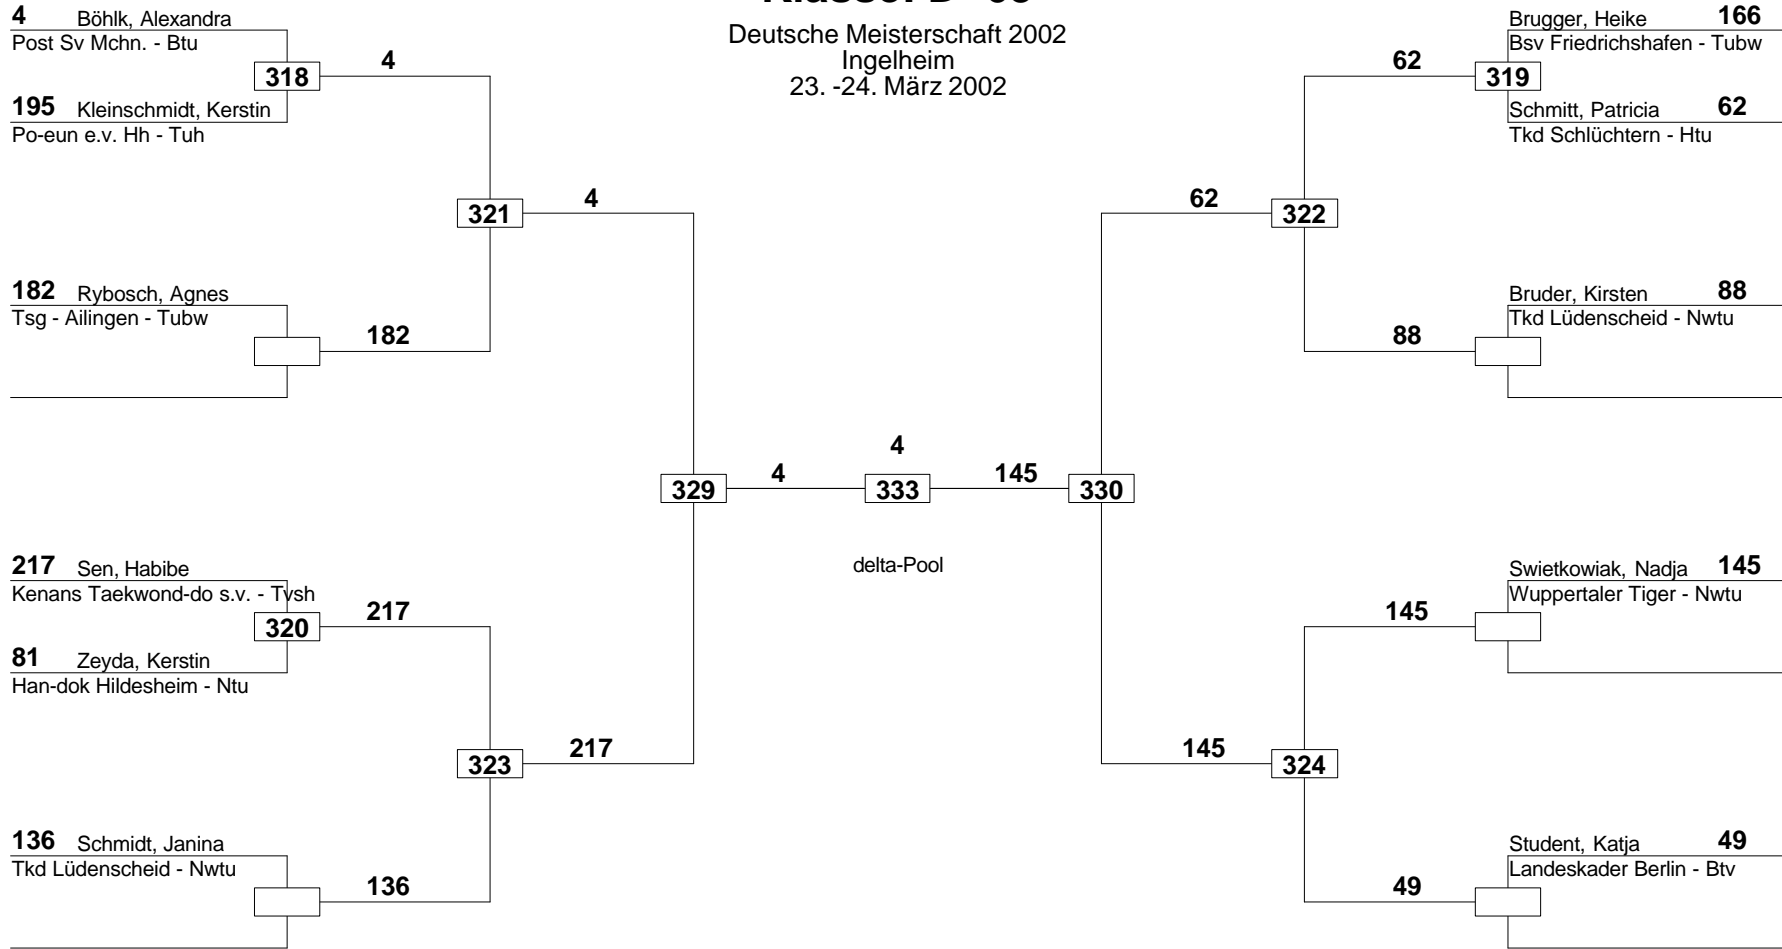 Deutsche Meisterschaft 2002
Ingelheim
23. -24. März 2002
4 Böhlk, Alexandra
Post Sv Mchn. - Btu
318
4
195 Kleinschmidt, Kerstin
Po-eun e.v. Hh - Tuh
321
4
182 Rybosch, Agnes
Tsg - Ailingen - Tubw
182
329
4
217 Sen, Habibe
Kenans Taekwond-do s.v. - Tvsh
320
217
81 Zeyda, Kerstin
Han-dok Hildesheim - Ntu
323
217
136 Schmidt, Janina
Tkd Lüdenscheid - Nwtu
136
4
333
delta-Pool
145
330
Brugger, Heike 166
Bsv Friedrichshafen - Tubw
62
319
Schmitt, Patricia 62
Tkd Schlüchtern - Htu
62
322
Bruder, Kirsten 88
Tkd Lüdenscheid - Nwtu
88
Swietkowiak, Nadja 145
Wuppertaler Tiger - Nwtu
145
145
324
Student, Katja 49
Landeskader Berlin - Btv
49